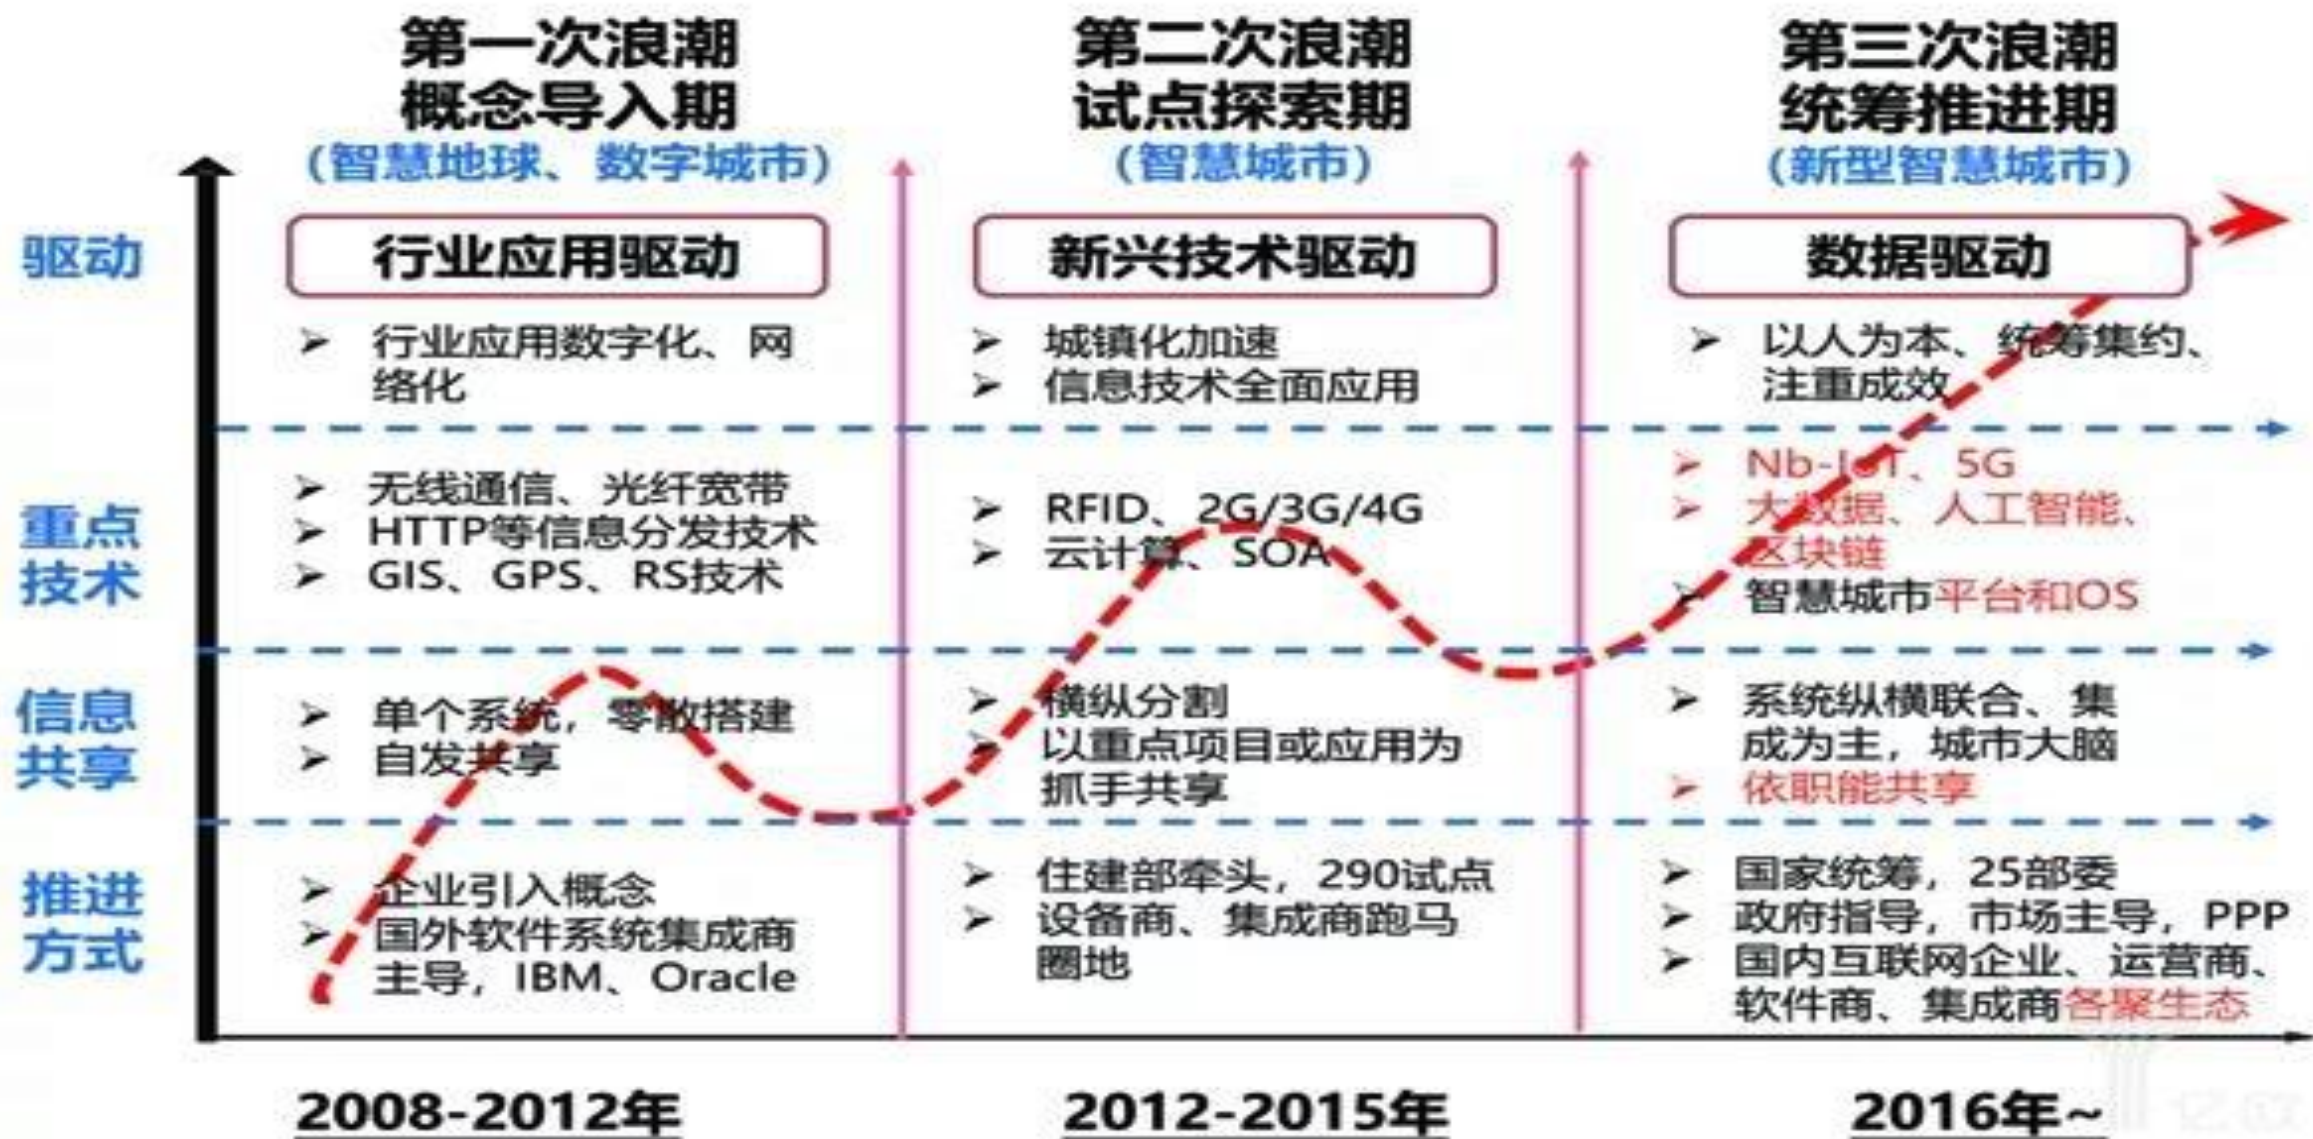 第一次浪潮
概念导入期
（智慧地球、数字城市）
第二次浪潮
试点探索期
（智慧城市）
第三次浪潮
统筹推进期
（新型智慧城市）
驱动
行业应用驱动
新兴技术驱动
数据驱动
➢ 行业应用数字化、网
络化
➢ 城镇化加速
➢ 信息技术全面应用
➢ 以人为本、统筹集约、
注重成效
重点
技术
➢ 无线通信、光纤宽带
➢ HTTP等信息分发技术
➢ GIS、GPS、RS技术
➢ RFID、2G/3G/4G
➢ 云计算、SOA
➢ Nb-IoT、5G
➢ 大数据、人工智能、
区块链
➢ 智慧城市平台和OS
信息
共享
➢ 单个系统，零散搭建
➢ 自发共享
➢ 横纵分割
➢ 以重点项目或应用为
抓手共享
➢ 系统纵横联合、集
成为主，城市大脑
➢ 依职能共享
推进
方式
➢ 企业引入概念
➢ 国外软件系统集成商
主导，IBM、Oracle
➢ 住建部牵头，290试点
➢ 设备商、集成商跑马
圈地
➢ 国家统筹，25部委
➢ 政府指导，市场主导，PPP
➢ 国内互联网企业、运营商、
软件商、集成商各聚生态
2008-2012年
2012-2015年
2016年~
亿欧